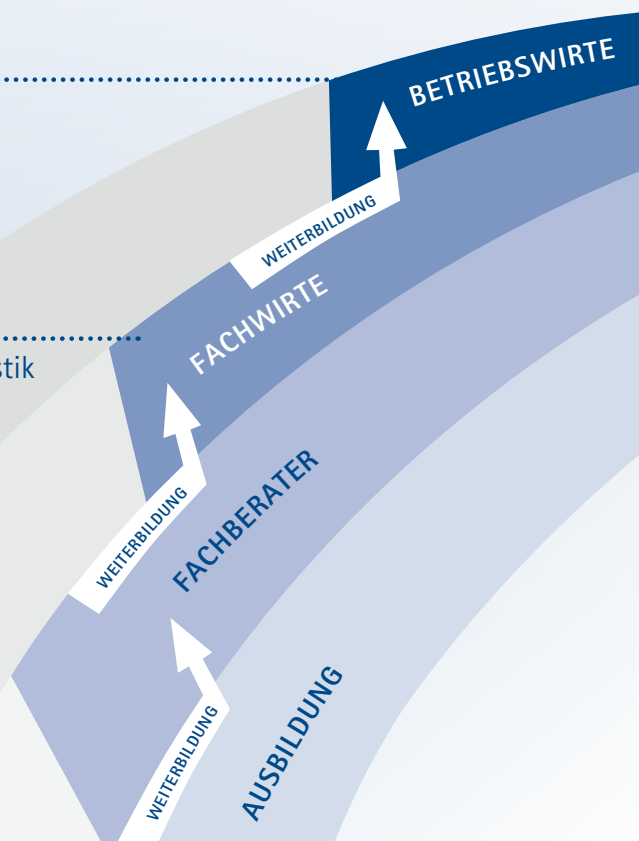 BETRIEBSWIRTE
WEITERBILDUNG
FACHWIRTE
stik
WEITERBILDUNG
FACHBERATER
WEITERBILDUNG
AUSBILDUNG